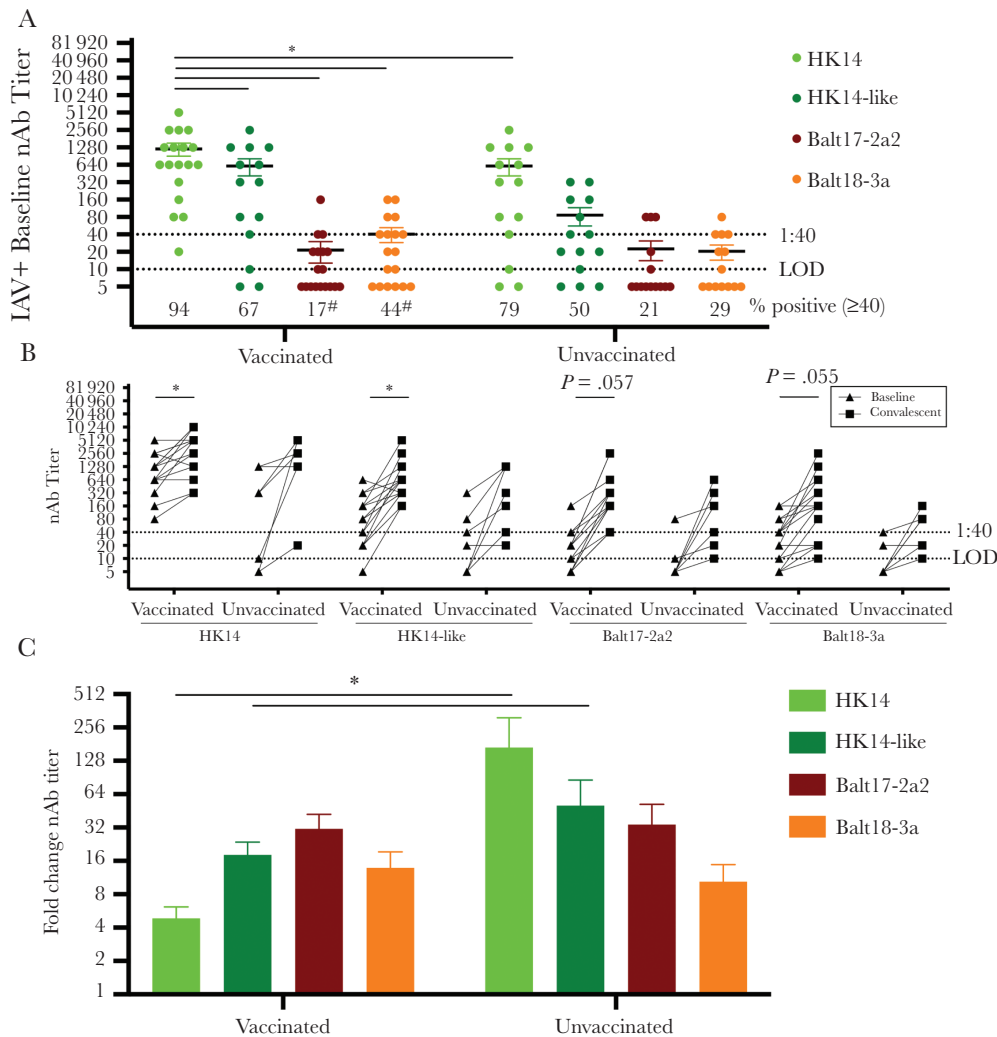 A
IAV+ Baseline nAb Titer
81 920
40 960
20 480
10 240
5120
2560
1280
640
320
160
80
40
20
10
5
*
HK14
HK14-like
Balt17-2a2
Balt18-3a
1:40
LOD
94 67 17# 44# 79 50 21 29 % positive (≥40)
Vaccinated Unvaccinated
B
nAb Titer
81 920
40 960
20 480
10 240
5120
2560
1280
640
320
160
80
40
20
10
5
* * P = .057 P = .055
Baseline
Convalescent
1:40
LOD
Vaccinated Unvaccinated Vaccinated Unvaccinated Vaccinated Unvaccinated Vaccinated Unvaccinated
HK14 HK14-like Balt17-2a2 Balt18-3a
C
Fold change nAb titer
512
256
128
64
32
16
8
4
2
1
*
HK14
HK14-like
Balt17-2a2
Balt18-3a
Vaccinated Unvaccinated